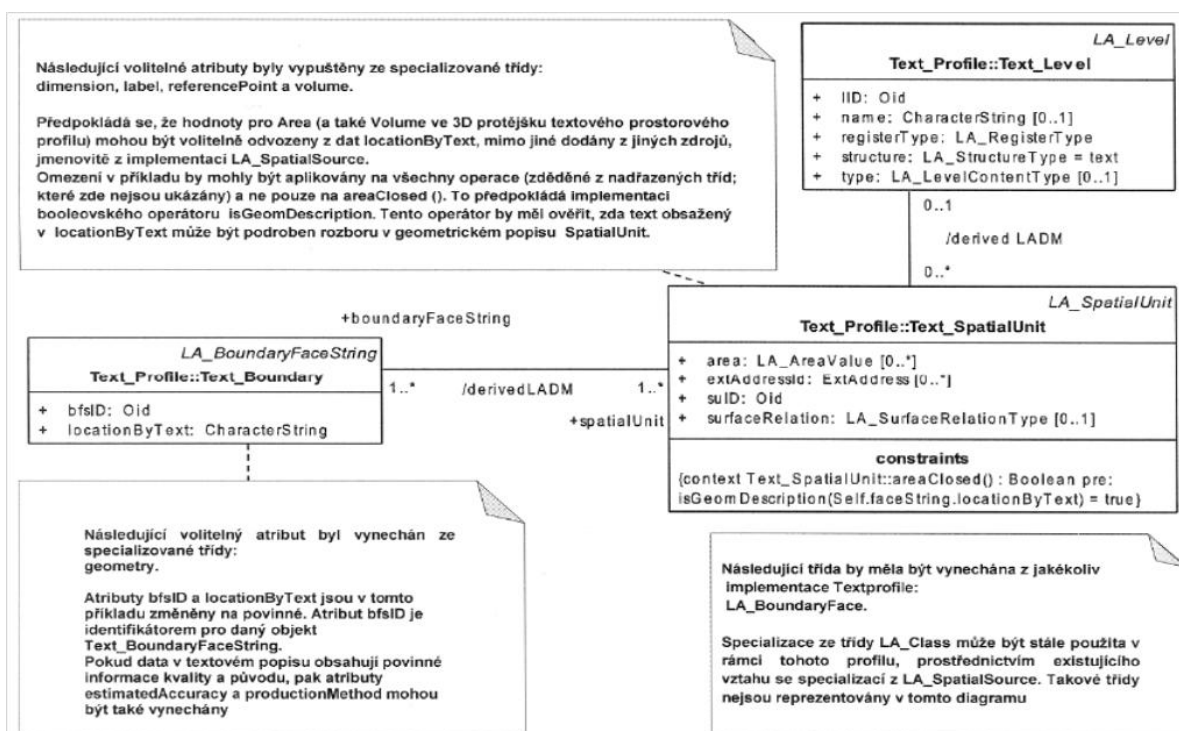 Následující volitelné atributy byly vypuštěny ze specializované třídy:
dimension, label, referencePoint a volume.
Předpokládá se, že hodnoty pro Area (a také Volume ve 3D protějšku textového prostorového
profilu) mohou být volitelně odvozeny z dat locationByText, mimo jiné dodány z jiných zdrojů,
jmenovitě z implementací LA_SpatialSource.
Omezení v příkladu by mohly být aplikovány na všechny operace (zděděné z nadřazených tříd;
které zde nejsou ukázány) a ne pouze na areaClosed (). To předpokládá implementaci
booleovského operátoru isGeomDescription. Tento operátor by měl ověřit, zda text obsažený
v locationByText může být podroben rozboru v geometrickém popisu SpatialUnit.
LA_Level
Text_Profile::Text_Level
+ lID: Oid
+ name: CharacterString [0..1]
+ registerType: LA_RegisterType
+ structure: LA_StructureType = text
+ type: LA_LevelContentType [0..1]
0..1
/derived LADM
0..*
LA_SpatialUnit
Text_Profile::Text_SpatialUnit
+ area: LA_AreaValue [0..*]
+ extAddressId: ExtAddress [0..*]
+ suID: Oid
+ surfaceRelation: LA_SurfaceRelationType [0..1]
constraints
{context Text_SpatialUnit::areaClosed() : Boolean pre:
isGeomDescription(Self.faceString.locationByText) = true}
+boundaryFaceString
1..* /derivedLADM 1..*
+spatialUnit
LA_BoundaryFaceString
Text_Profile::Text_Boundary
+ bfsID: Oid
+ locationByText: CharacterString
Následující volitelný atribut byl vynechán ze
specializované třídy:
geometry.
Atributy bfsID a locationByText jsou v tomto
příkladu změněny na povinné. Atribut bfsID je
identifikátorem pro daný objekt
Text_BoundaryFaceString.
Pokud data v textovém popisu obsahují povinné
informace kvality a původu, pak atributy
estimatedAccuracy a productionMethod mohou
být také vynechány
Následující třída by měla být vynechána z jakékoliv
implementace Textprofile:
LA_BoundaryFace.
Specializace ze třídy LA_Class může být stále použita v
rámci tohoto profilu, prostřednictvím existujícího
vztahu se specializací z LA_SpatialSource. Takové třídy
nejsou reprezentovány v tomto diagramu